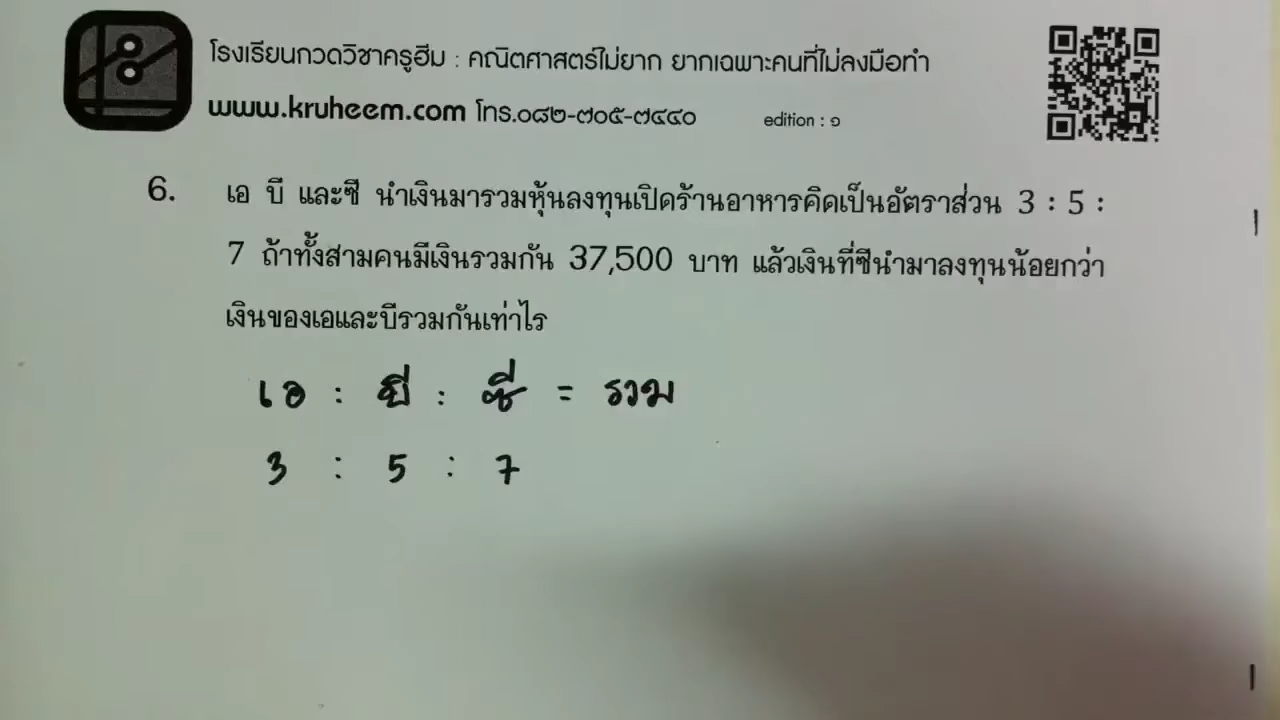 โรงเรียนกวดวิชาครูฮีม : คณิตศาสตร์ไม่ยาก ยากเฉพาะคนที่ไม่ลงมือทำ
www.kruheem.com โทร.๐๘๒-๗๐๕-๗๔๔๐ edition : ๑
6. เอ บี และซี นำเงินมารวมหุ้นลงทุนเปิดร้านอาหารคิดเป็นอัตราส่วน 3 : 5 :
7 ถ้าทั้งสามคนมีเงินรวมกัน 37,500 บาท แล้วเงินที่ซีนำมาลงทุนน้อยกว่า
เงินของเอและบีรวมกันเท่าไร
เอ : บี : ซี = รวม
3 : 5 : 7